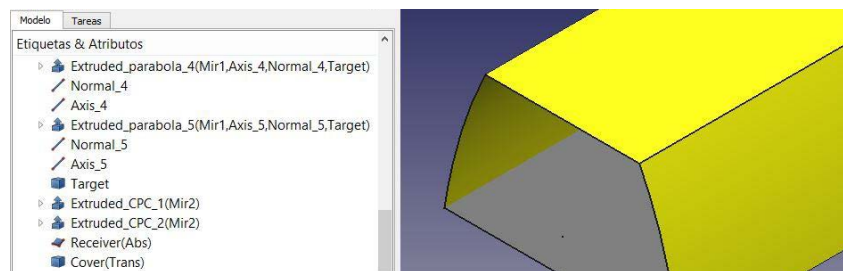 Modelo Tareas
Etiquetas & Atributos
Extruded_parabola_4(Mir1,Axis_4,Normal_4,Target)
Normal_4
Axis_4
Extruded_parabola_5(Mir1,Axis_5,Normal_5,Target)
Normal_5
Axis_5
Target
Extruded_CPC_1(Mir2)
Extruded_CPC_2(Mir2)
Receiver(Abs)
Cover(Trans)